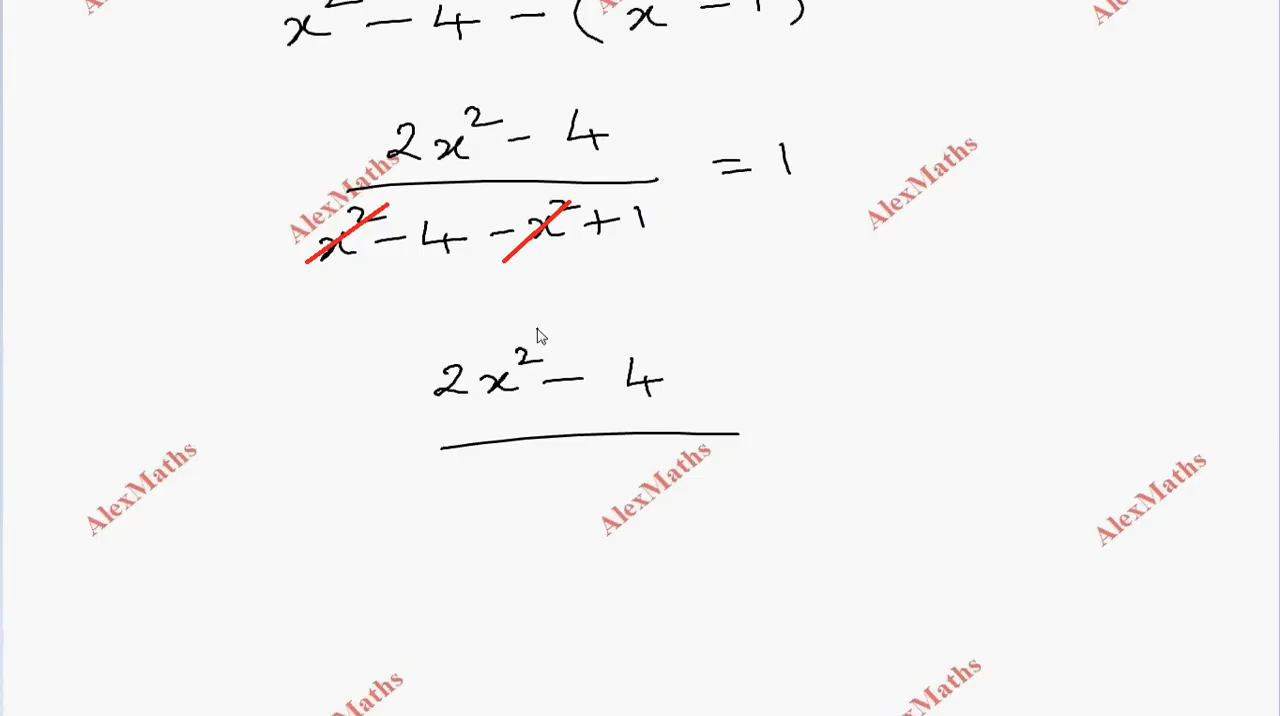 x² - 4 - (x² - 1)
2x² - 4
= 1
x² - 4 - x² + 1
2x² - 4
AlexMaths
AlexMaths
AlexMaths
AlexMaths
AlexMaths
AlexMaths
AlexMaths